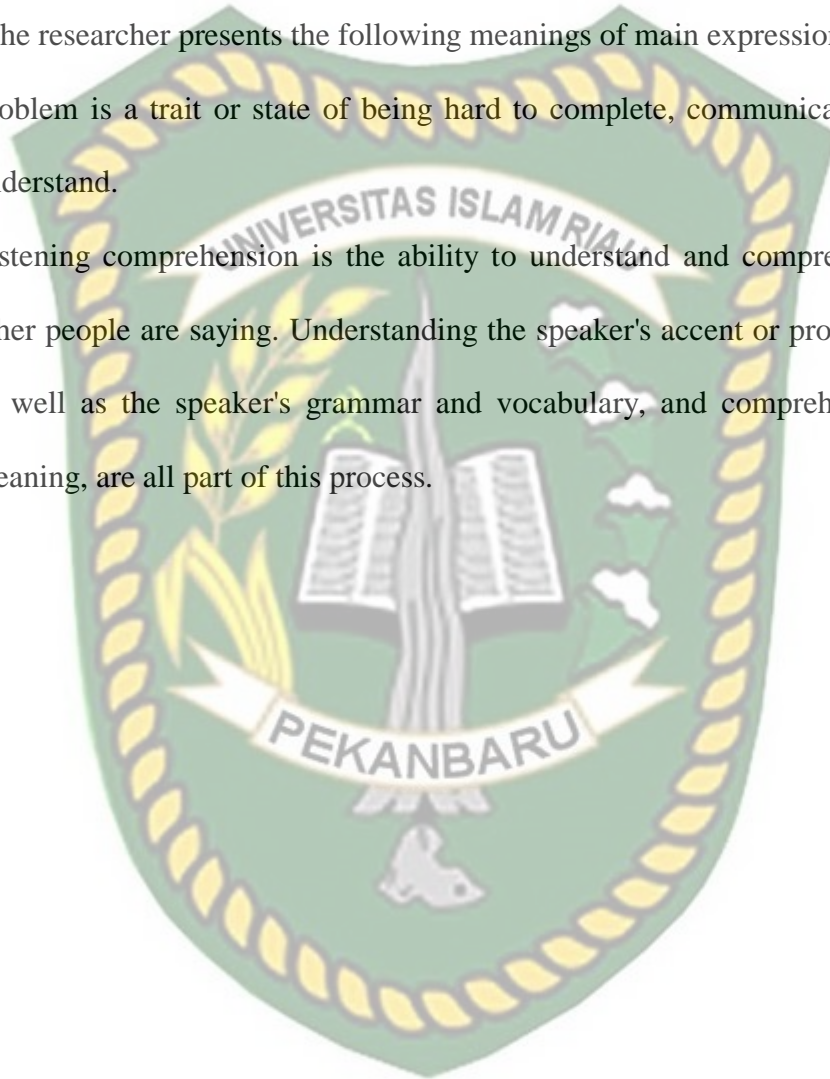 he researcher presents the following meanings of main expression
oblem is a trait or state of being hard to complete, communica
nderstand.
UNIVERSITAS ISLAM RIAU
stening comprehension is the ability to understand and compre
her people are saying. Understanding the speaker's accent or pro
well as the speaker's grammar and vocabulary, and compreh
eaning, are all part of this process.
PEKANBARU